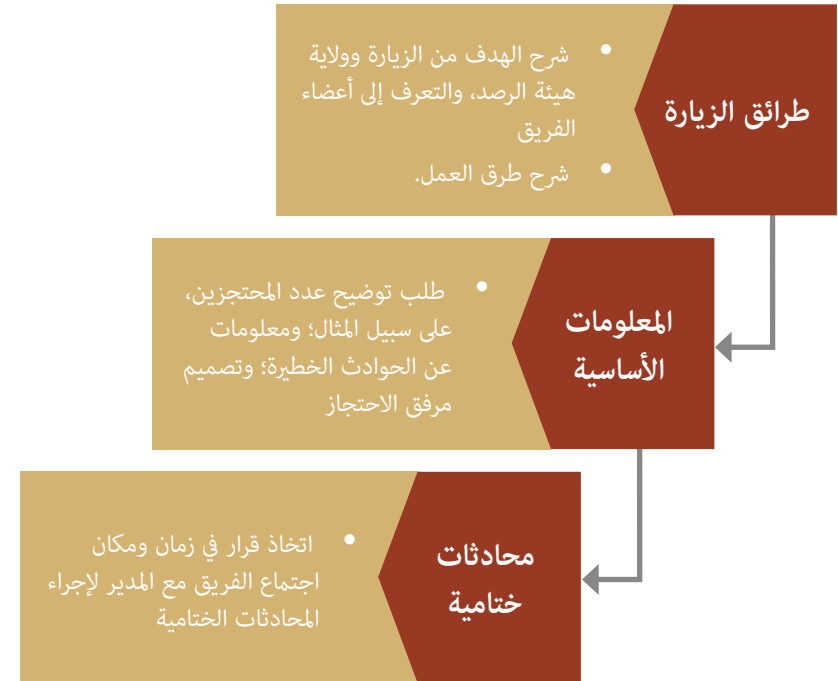 طرائق الزيارة
• شرح الهدف من الزيارة وولاية
هيئة الرصد، والتعرف إلى أعضاء
الفريق
• شرح طرق العمل.
المعلومات
الأساسية
• طلب توضيح عدد المحتجزين،
على سبيل المثال؛ ومعلومات
عن الحوادث الخطيرة؛ وتصميم
مرفق الاحتجاز
محادثات
ختامية
• اتخاذ قرار في زمان ومكان
اجتماع الفريق مع المدير لإجراء
المحادثات الختامية